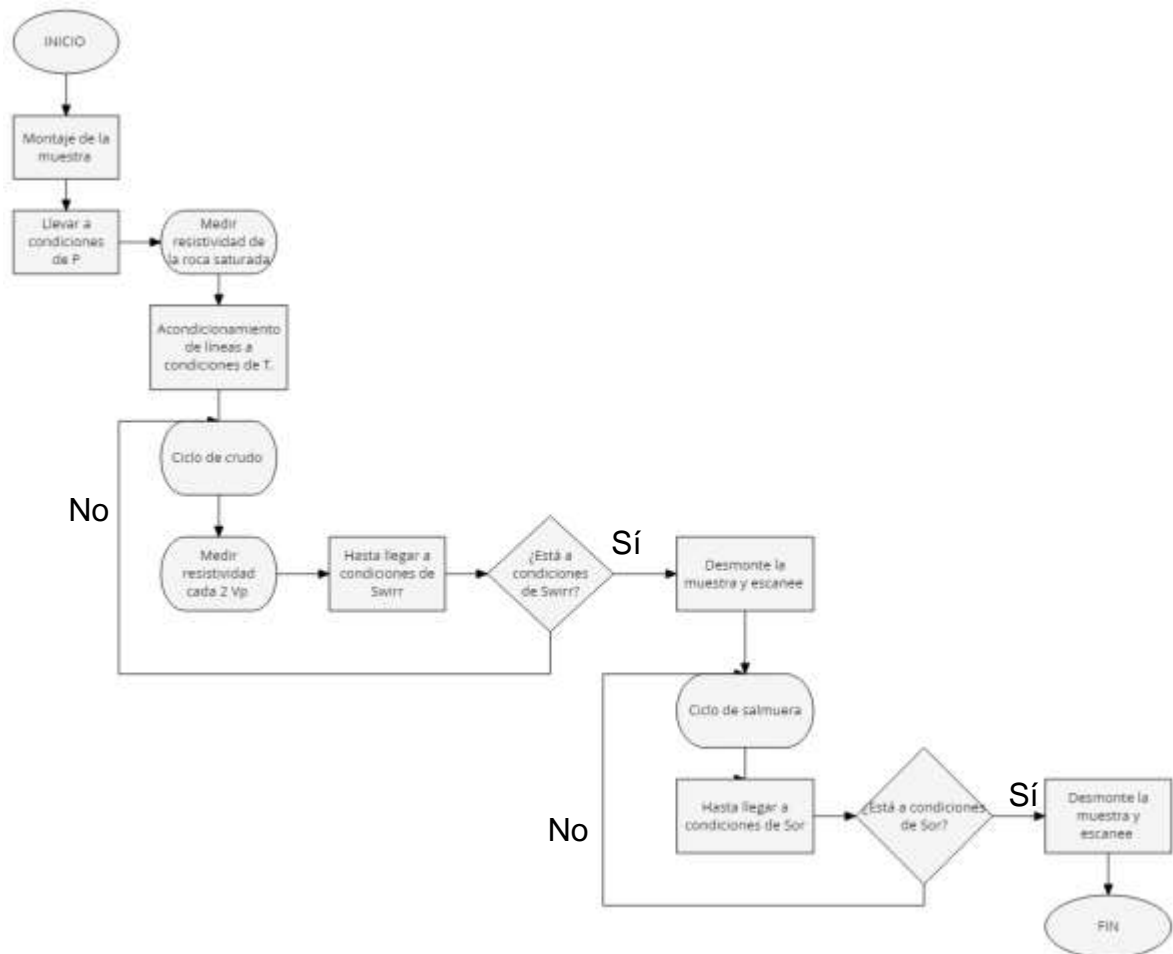 INICIO
Montaje de la
muestra
Llevar a
condiciones
de P
Medir
resistividad de
la roca saturada
Acondicionamiento
de líneas a
condiciones de T.
Ciclo de crudo
No
Medir
resistividad
cada 2 Vp
Hasta llegar a
condiciones de
Swirr
¿Está a
condiciones
de Swirr?
Sí
Desmonte la
muestra y escanee
Ciclo de salmuera
No
Hasta llegar a
condiciones de Sor
¿Está a condiciones
de Sor?
Sí
Desmonte la
muestra y
escanee
FIN